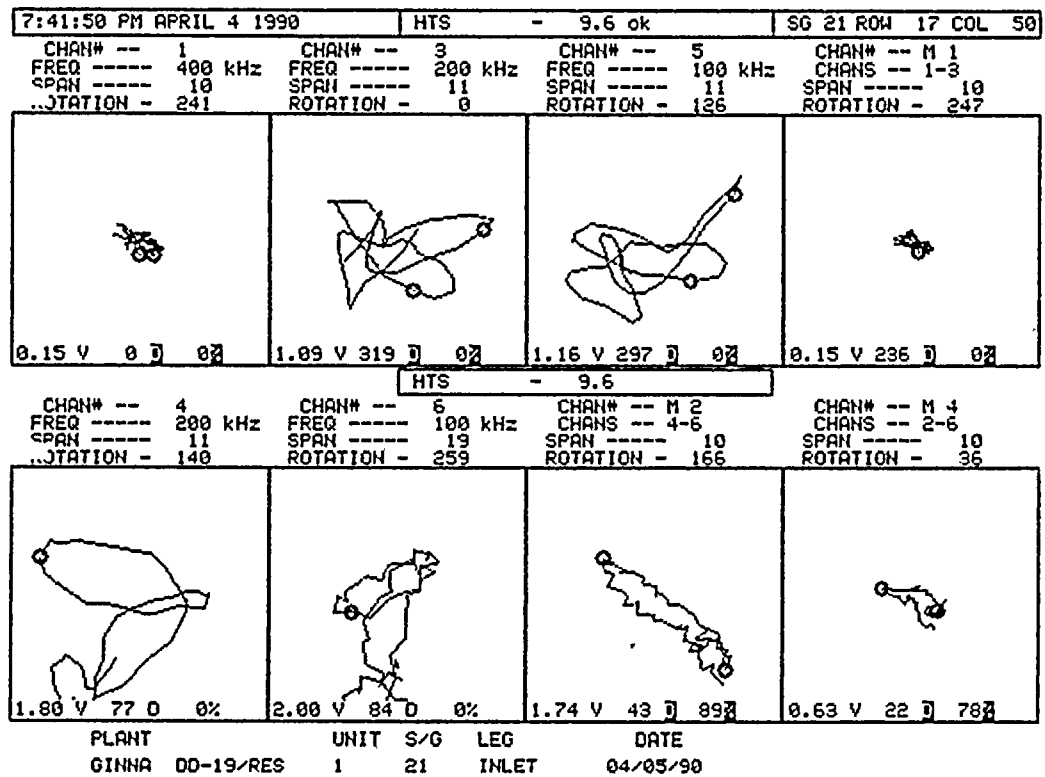 7:41:50 PM APRIL 4 1990 HTS - 9.6 ok SG 21 ROW 17 COL 50
CHAN# -- 1 CHAN# -- 3 CHAN# -- 5 CHAN# -- M 1
FREQ ----- 400 kHz FREQ ----- 200 kHz FREQ ----- 100 kHz CHANS -- 1-3
SPAN ----- 10 SPAN ----- 11 SPAN ----- 11 SPAN ----- 10
..OTATION - 241 ROTATION - 0 ROTATION - 126 ROTATION - 247
0.15 V 0 D 0% 1.09 V 319 D 0% 1.16 V 297 D 0% 0.15 V 236 D 0%
HTS - 9.6
CHAN# -- 4 CHAN# -- 6 CHAN# -- M 2 CHAN# -- M 4
FREQ ----- 200 kHz FREQ ----- 100 kHz CHANS -- 4-6 CHANS -- 2-6
SPAN ----- 11 SPAN ----- 19 SPAN ----- 10 SPAN ----- 10
..OTATION - 140 ROTATION - 259 ROTATION - 166 ROTATION - 36
1.80 V 77 D 0% 2.00 V 84 D 0% 1.74 V 43 D 89% 0.63 V 22 D 78%
PLANT UNIT S/G LEG DATE
GINNA DD-19/RES 1 21 INLET 04/05/90